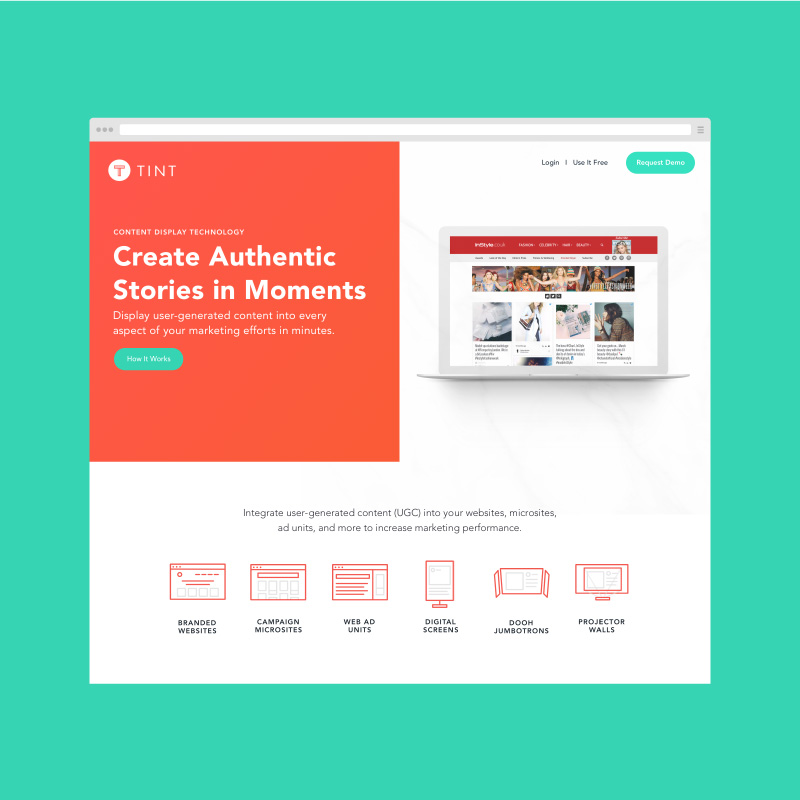 TINT
Login | Use It Free
Request Demo
CONTENT DISPLAY TECHNOLOGY
Create Authentic
Stories in Moments
Display user-generated content into every
aspect of your marketing efforts in minutes.
How It Works
InStyle.co.uk
FASHION
CELEBRITY
HAIR
BEAUTY
Integrate user-generated content (UGC) into your websites, microsites,
ad units, and more to increase marketing performance.
BRANDED
WEBSITES
CAMPAIGN
MICROSITES
WEB AD
UNITS
DIGITAL
SCREENS
DOOH
JUMBOTRONS
PROJECTOR
WALLS